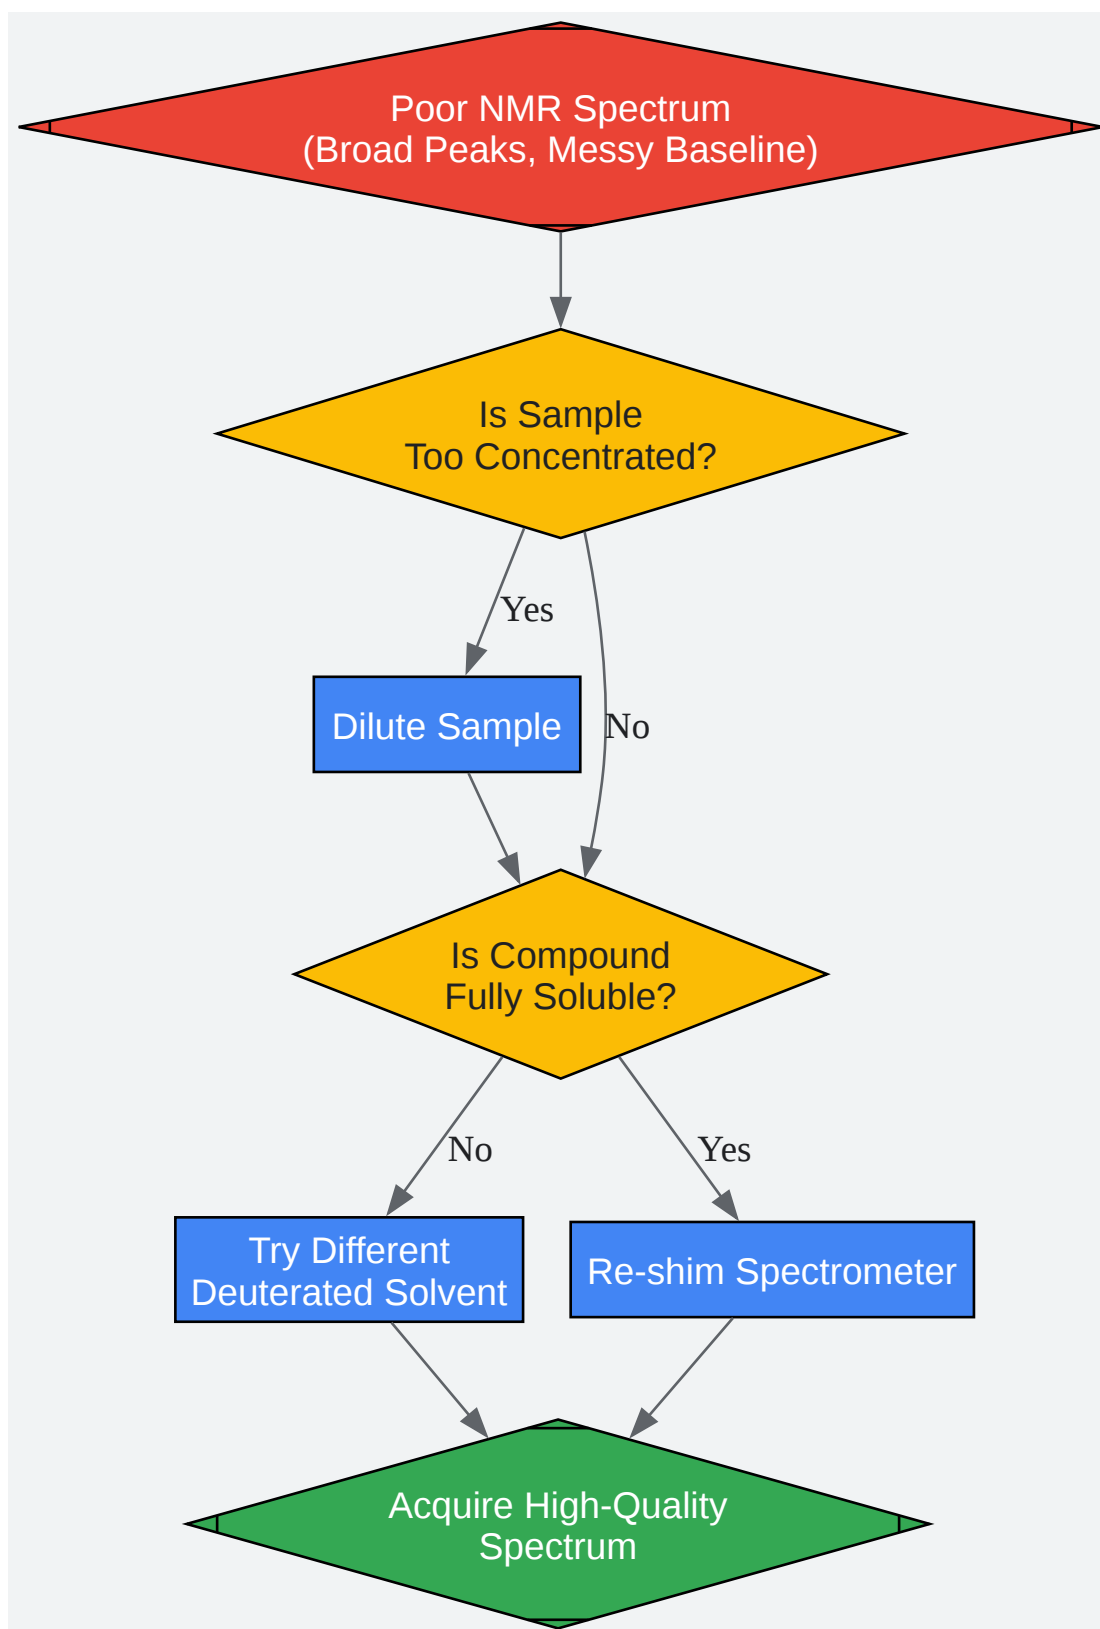 Poor NMR Spectrum
(Broad Peaks, Messy Baseline)
Is Sample
Too Concentrated?
Yes
Dilute Sample
No
Is Compound
Fully Soluble?
No
Yes
Try Different
Deuterated Solvent
Re-shim Spectrometer
Acquire High-Quality
Spectrum